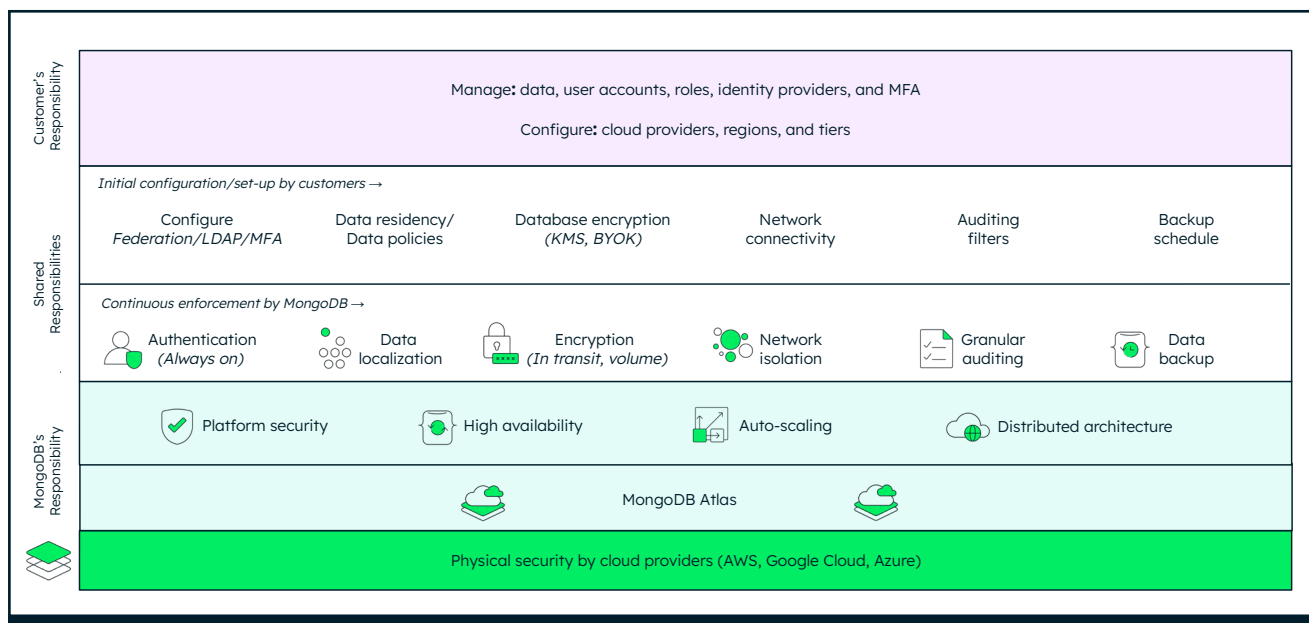 Customer's
Responsibility
Manage: data, user accounts, roles, identity providers, and MFA
Configure: cloud providers, regions, and tiers
Shared
Responsibilities
Initial configuration/set-up by customers →
Configure
Federation/LDAP/MFA
Data residency/
Data policies
Database encryption
(KMS, BYOK)
Network
connectivity
Auditing
filters
Backup
schedule
Continuous enforcement by MongoDB →
Authentication
(Always on)
Data
localization
Encryption
(In transit, volume)
Network
isolation
Granular
auditing
Data
backup
MongoDB's
Responsibility
Platform security
High availability
Auto-scaling
Distributed architecture
MongoDB Atlas
Physical security by cloud providers (AWS, Google Cloud, Azure)